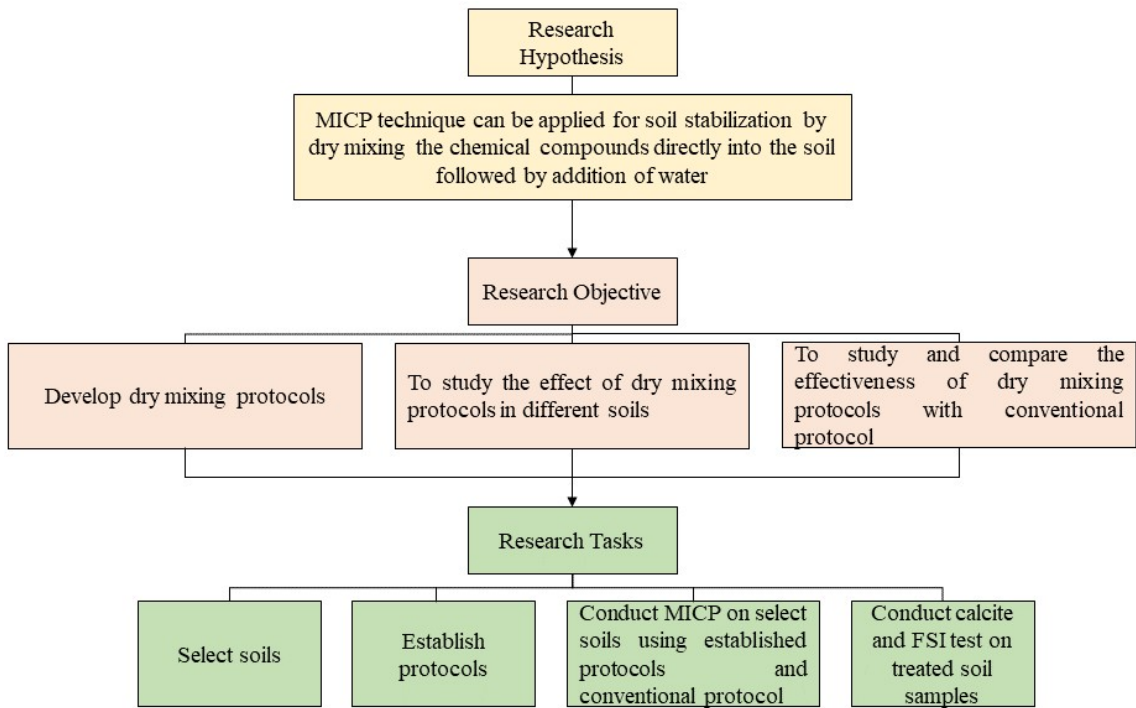 Research
Hypothesis
MICP technique can be applied for soil stabilization by
dry mixing the chemical compounds directly into the soil
followed by addition of water
Research Objective
Develop dry mixing protocols
To study the effect of dry mixing
protocols in different soils
To study and compare the
effectiveness of dry mixing
protocols with conventional
protocol
Research Tasks
Select soils
Establish
protocols
Conduct MICP on select
soils using established
protocols and
conventional protocol
Conduct calcite
and FSI test on
treated soil
samples